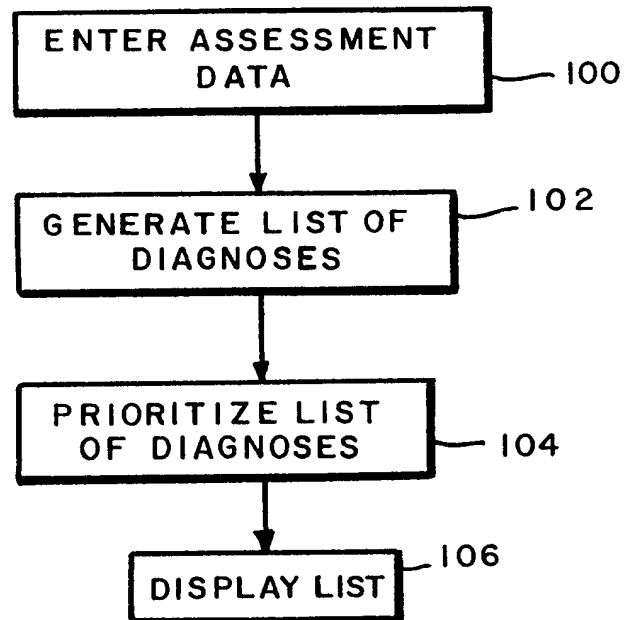 ENTER ASSESSMENT
DATA
100
GENERATE LIST OF
DIAGNOSES
102
PRIORITIZE LIST
OF DIAGNOSES
104
DISPLAY LIST
106